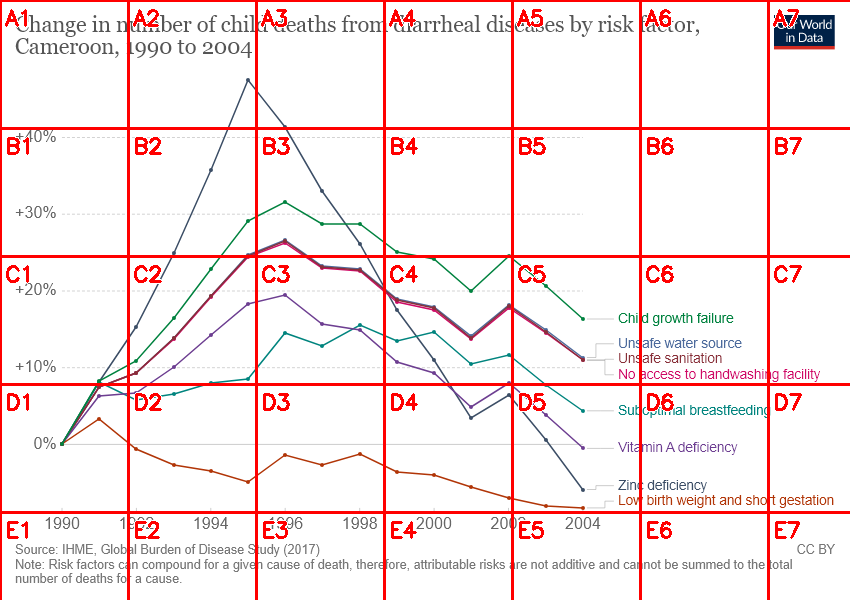 Change in number of child deaths from diarrheal diseases by risk factor,
Cameroon, 1990 to 2004
Our World
in Data
A1 A2 A3 A4 A5 A6 A7
+40%
B1 B2 B3 B4 B5 B6 B7
+30%
C1 C2 C3 C4 C5 C6 C7
+20%
Child growth failure
Unsafe water source
Unsafe sanitation
+10%
No access to handwashing facility
D1 D2 D3 D4 D5 D6 D7
Suboptimal breastfeeding
0%
Vitamin A deficiency
Zinc deficiency
Low birth weight and short gestation
1990 1992 1994 1996 1998 2000 2002 2004
E1 E2 E3 E4 E5 E6 E7
Source: IHME, Global Burden of Disease Study (2017)
CC BY
Note: Risk factors can compound for a given cause of death, therefore, attributable risks are not additive and cannot be summed to the total
number of deaths for a cause.